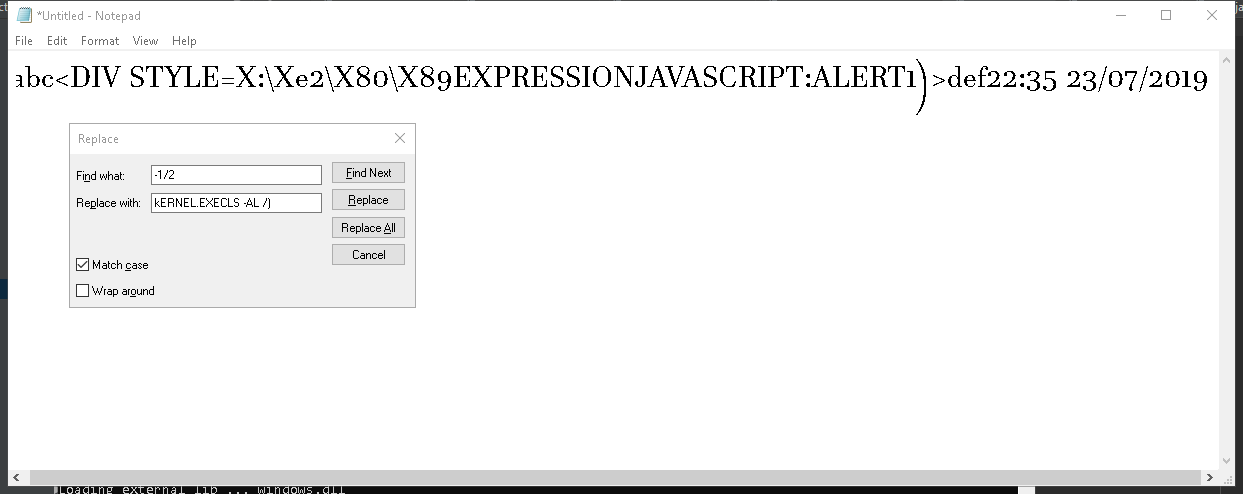 *Untitled - Notepad
File Edit Format View Help
abc<DIV STYLE=X:\Xe2\X80\X89EXPRESSIONJAVASCRIPT:ALERT1)>def22:35 23/07/2019
Replace
Find what: -1/2 Find Next
Replace with: kERNEL.EXECLS -AL /) Replace
Replace All
Cancel
Match case
Wrap around
Loading external lib ... windows.dll